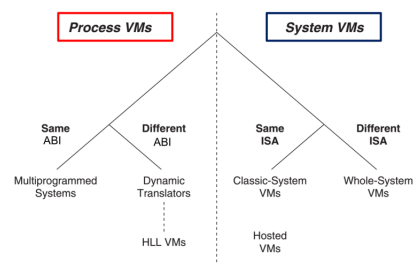 Process VMs
System VMs
Same
ABI
Different
ABI
Same
ISA
Different
ISA
Multiprogrammed
Systems
Dynamic
Translators
Classic-System
VMs
Whole-System
VMs
HLL VMs
Hosted
VMs